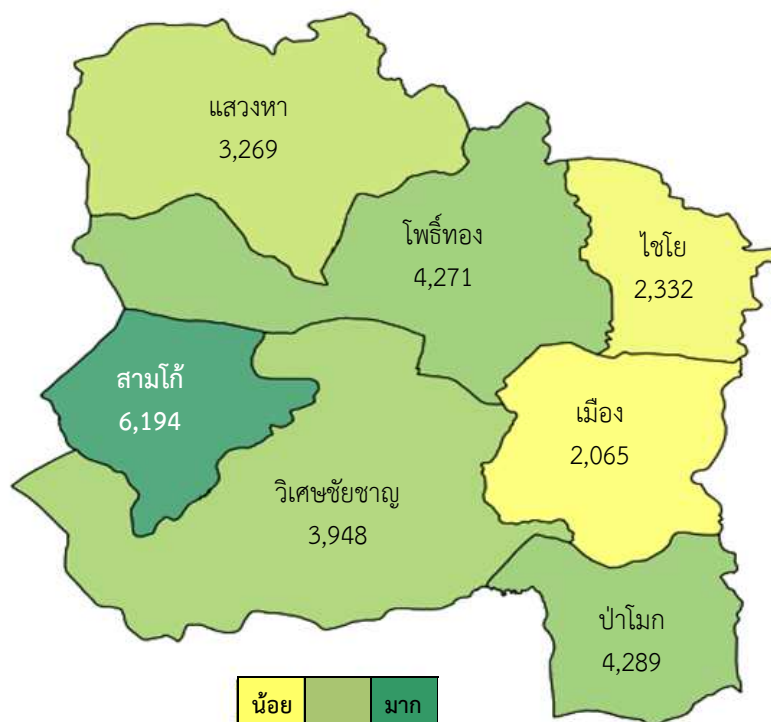 แสวงหา
3,269
โพธิ์ทอง
4,271
ไชโย
2,332
สามโก้
6,194
เมือง
2,065
วิเศษชัยชาญ
3,948
ป่าโมก
4,289
น้อย
มาก